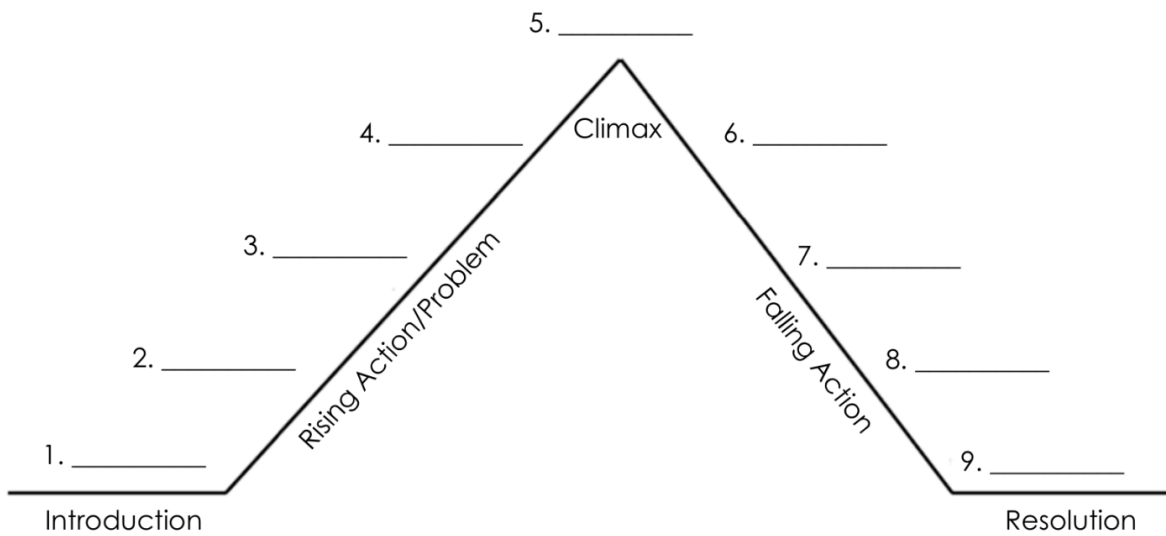 5. __________
4. __________
Climax
6. __________
3. __________
Rising Action/Problem
7. __________
Falling Action
2. __________
8. __________
1. __________
9. __________
Introduction
Resolution